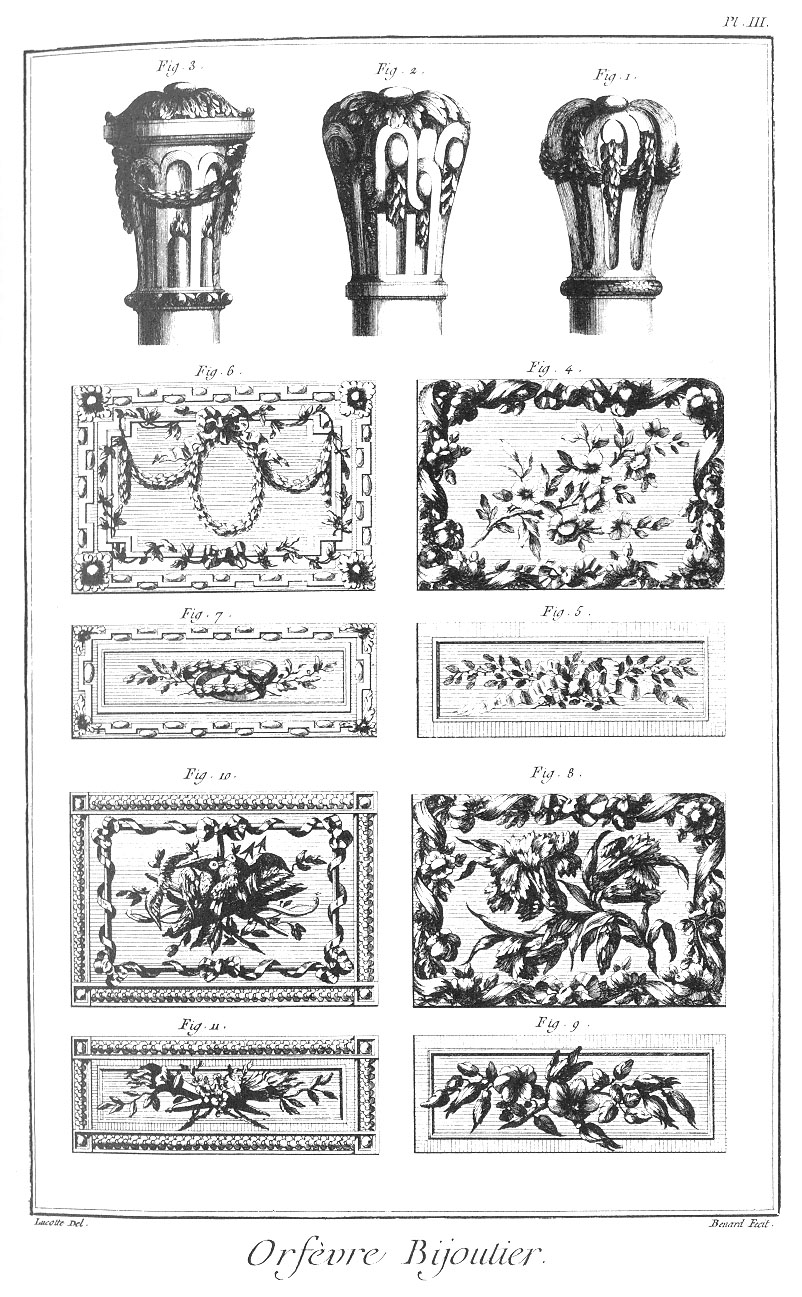 Pl. III.
Fig. 3.
Fig. 2.
Fig. 1.
Fig. 6.
Fig. 4.
Fig. 7.
Fig. 5.
Fig. 10.
Fig. 8.
Fig. 11.
Fig. 9.
Lucotte Del.
Benard Fecit.
Orfèvre Bijoutier.